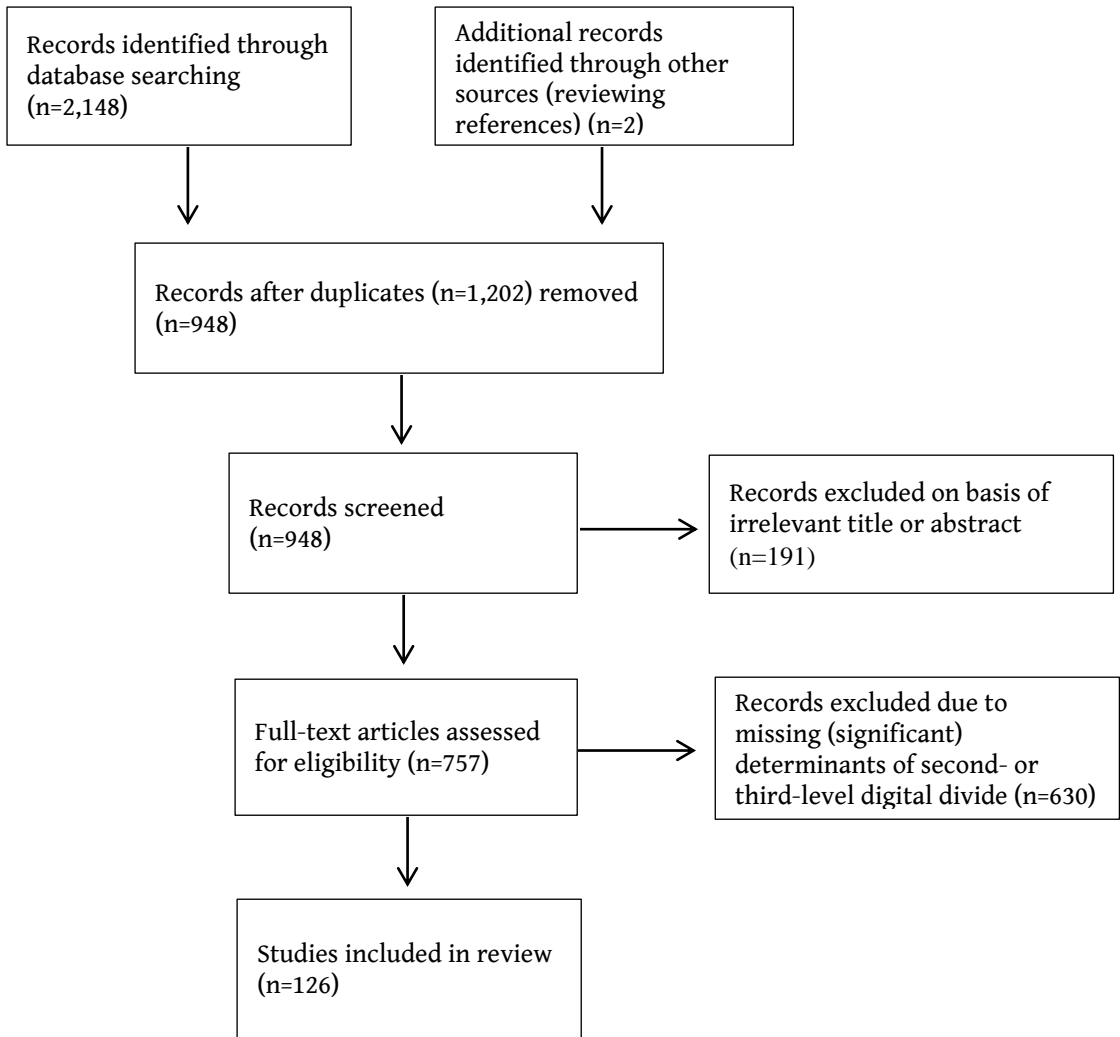 Records identified through
database searching
(n=2,148)
Additional records
identified through other
sources (reviewing
references) (n=2)
Records after duplicates (n=1,202) removed
(n=948)
Records screened
(n=948)
Records excluded on basis of
irrelevant title or abstract
(n=191)
Full-text articles assessed
for eligibility (n=757)
Records excluded due to
missing (significant)
determinants of second- or
third-level digital divide (n=630)
Studies included in review
(n=126)